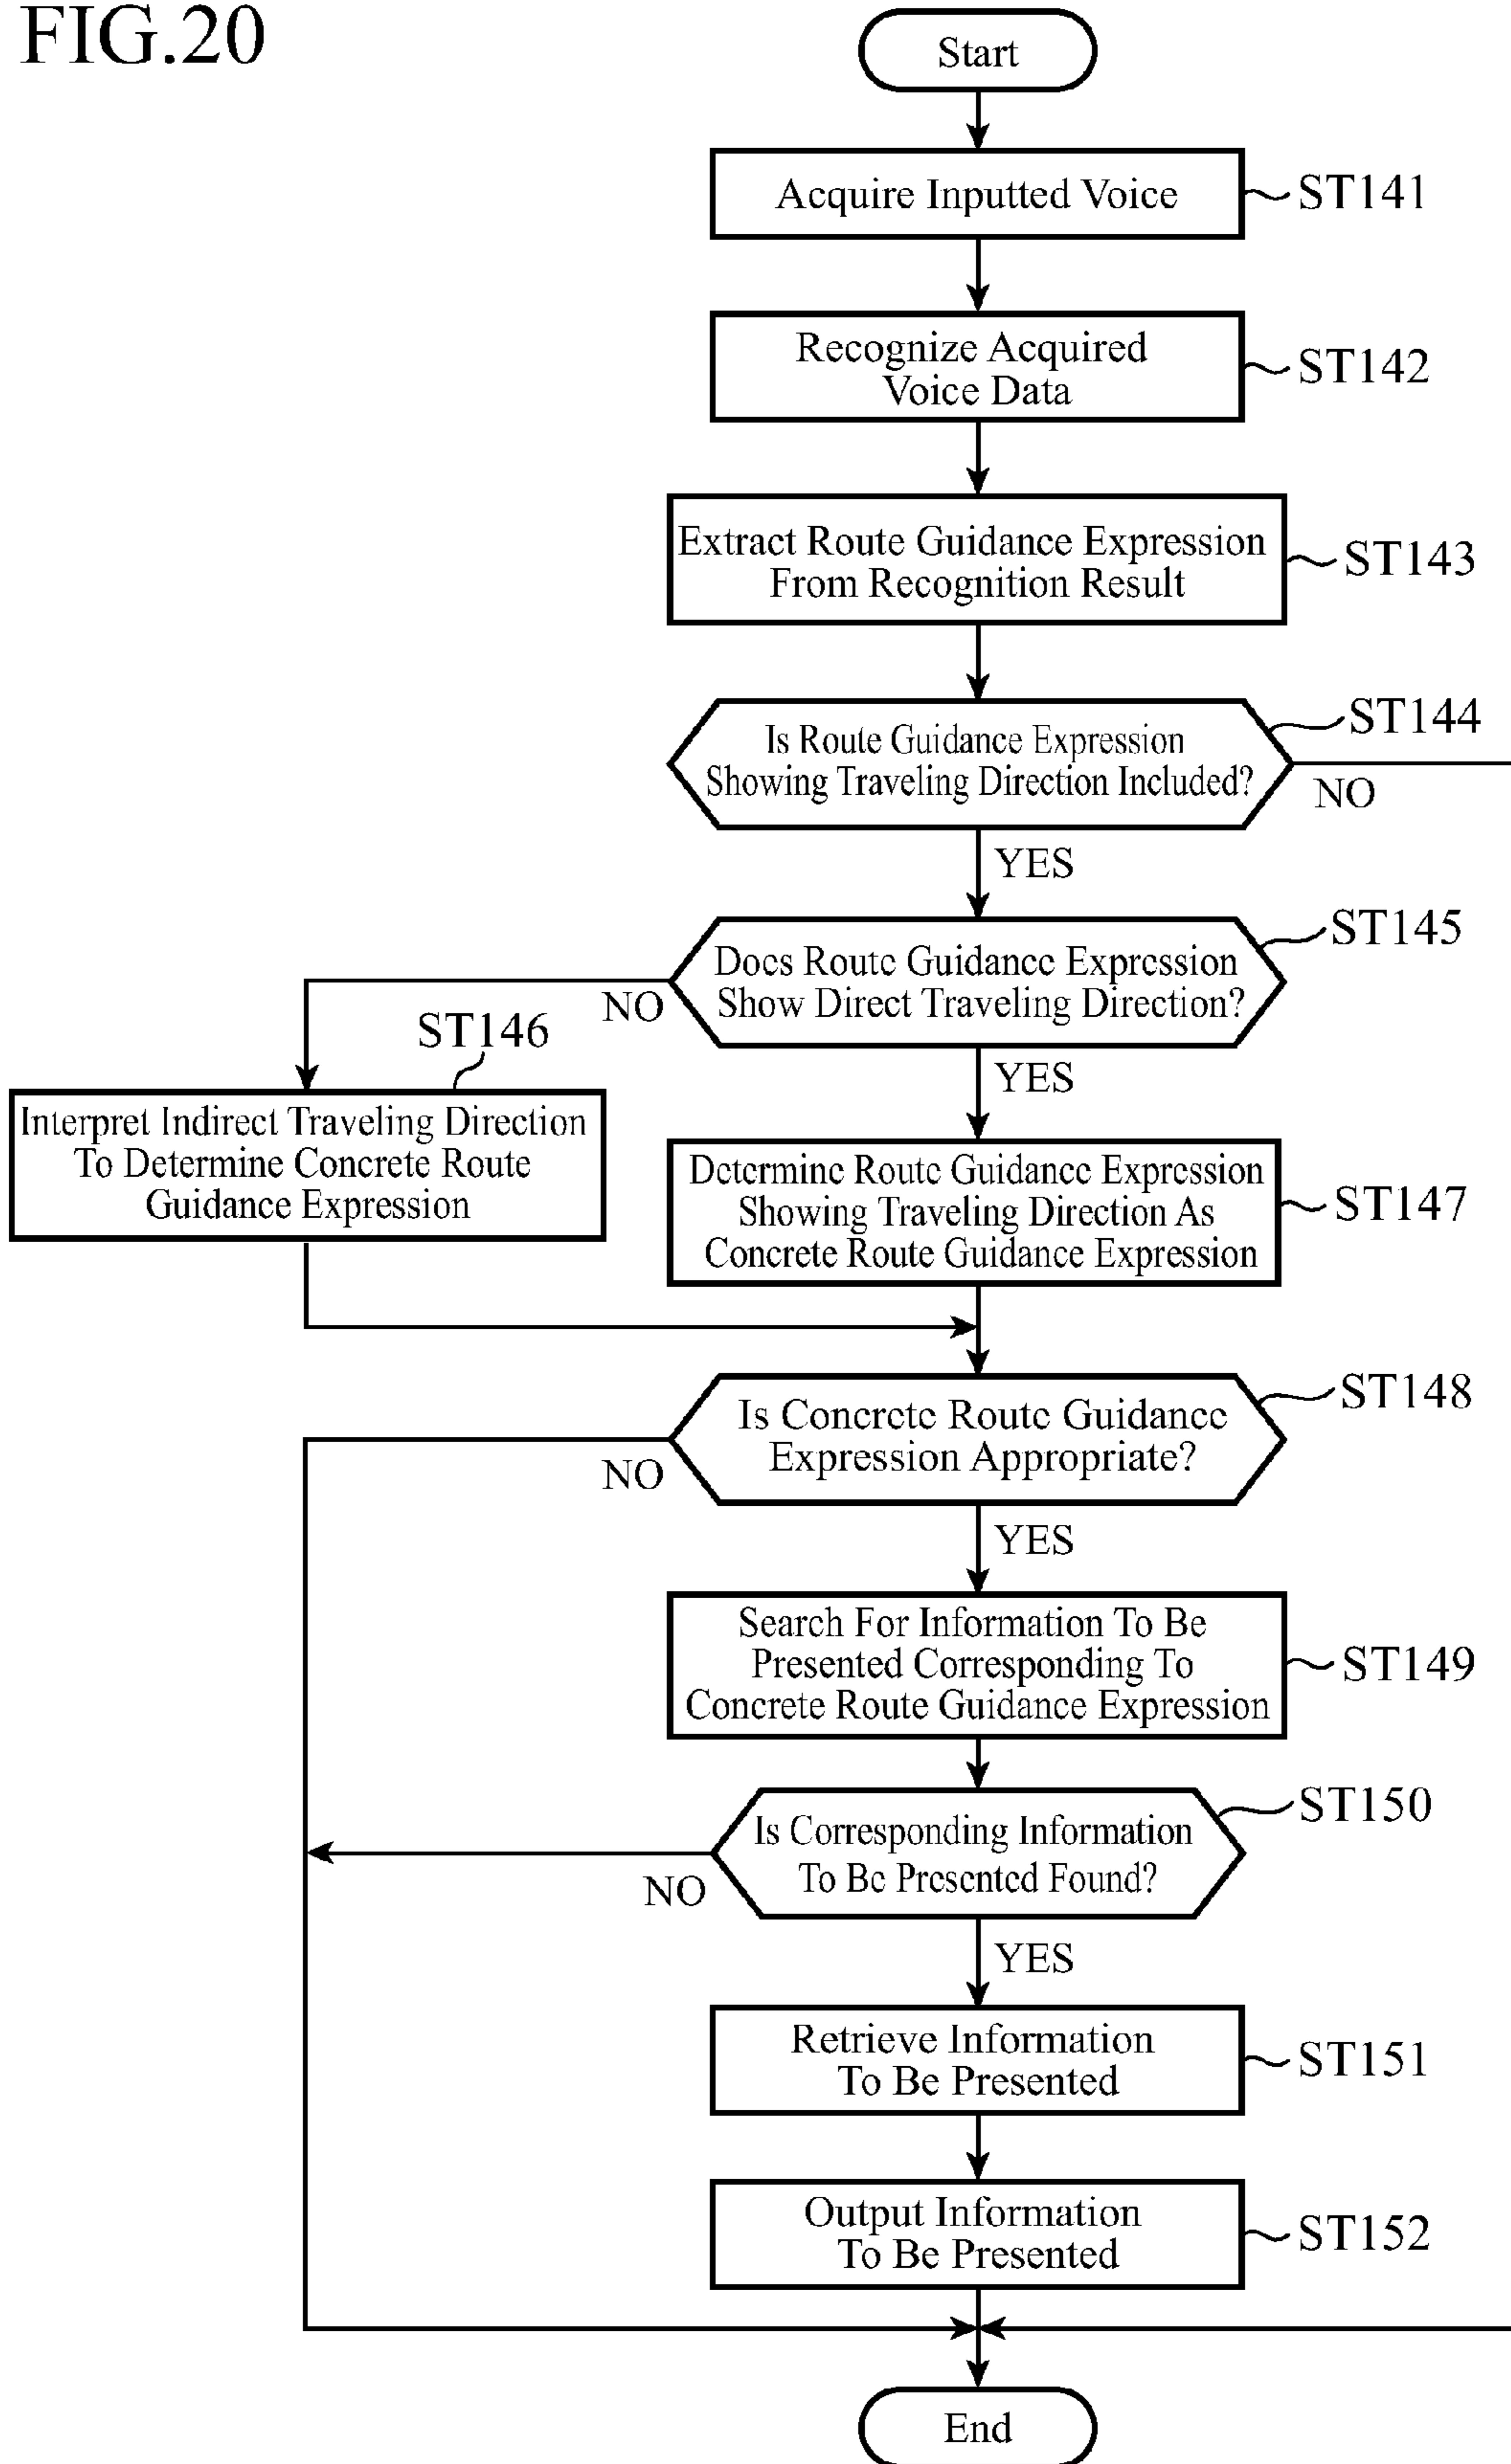 FIG.20
Start
Acquire Inputted Voice
ST141
Recognize Acquired
Voice Data
ST142
Extract Route Guidance Expression
From Recognition Result
ST143
Is Route Guidance Expression
Showing Traveling Direction Included?
ST144
NO
YES
Does Route Guidance Expression
Show Direct Traveling Direction?
ST145
NO
YES
ST146
Interpret Indirect Traveling Direction
To Determine Concrete Route
Guidance Expression
Determine Route Guidance Expression
Showing Traveling Direction As
Concrete Route Guidance Expression
ST147
Is Concrete Route Guidance
Expression Appropriate?
ST148
NO
YES
Search For Information To Be
Presented Corresponding To
Concrete Route Guidance Expression
ST149
Is Corresponding Information
To Be Presented Found?
ST150
NO
YES
Retrieve Information
To Be Presented
ST151
Output Information
To Be Presented
ST152
End